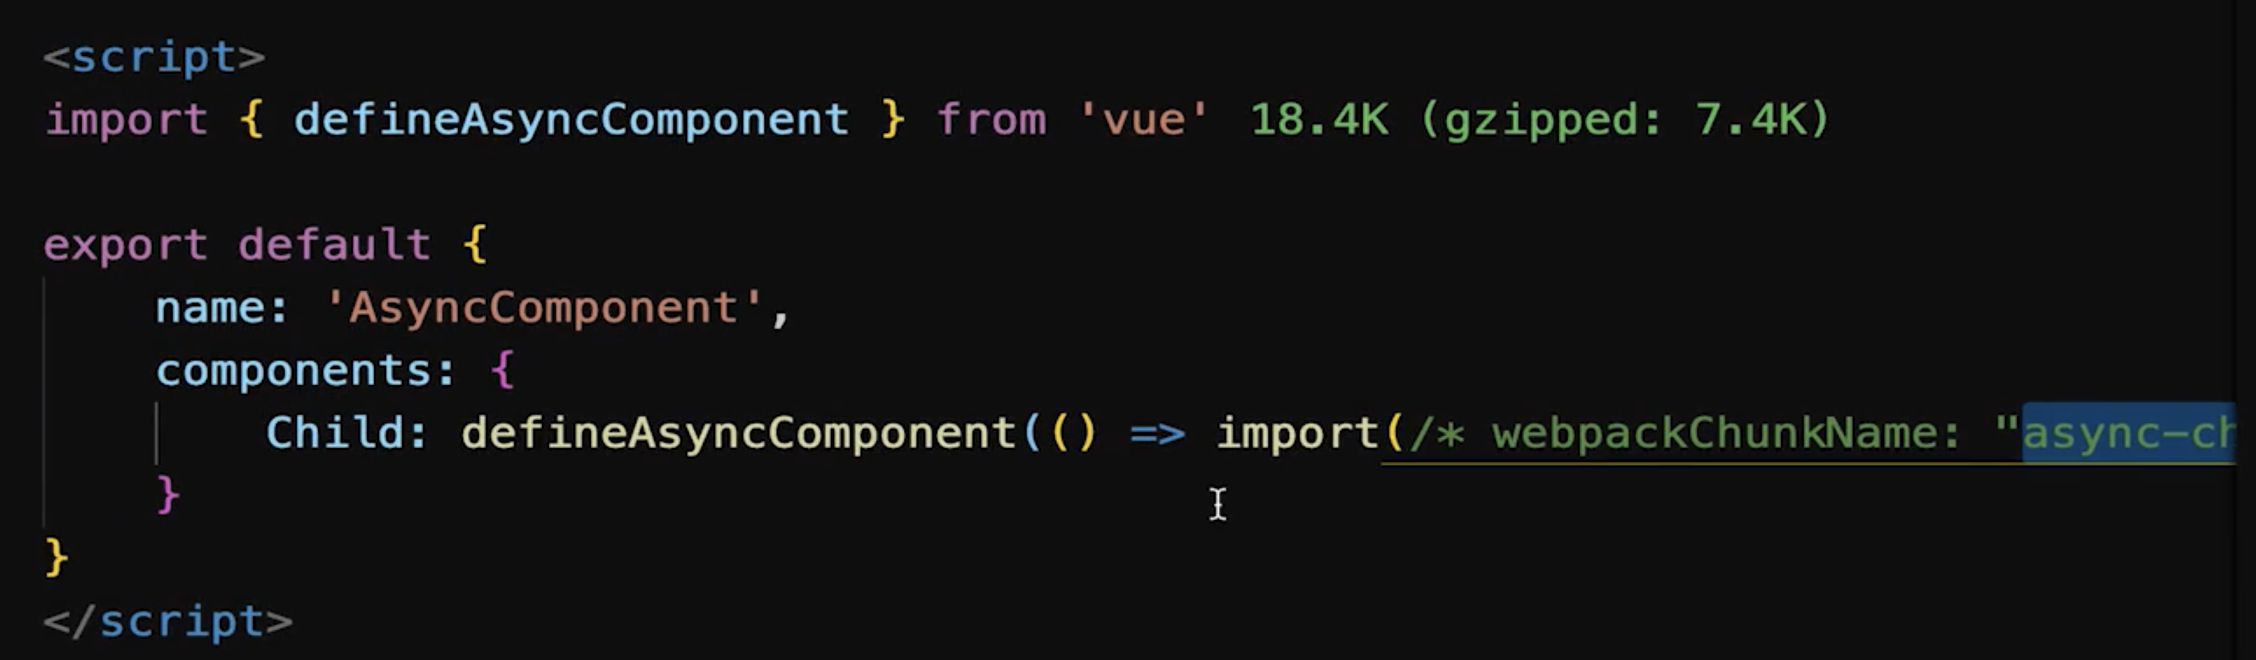 <script>
import { defineAsyncComponent } from 'vue' 18.4K (gzipped: 7.4K)
export default {
name: 'AsyncComponent',
components: {
Child: defineAsyncComponent(() => import(/* webpackChunkName: "async-ch
}
}
</script>